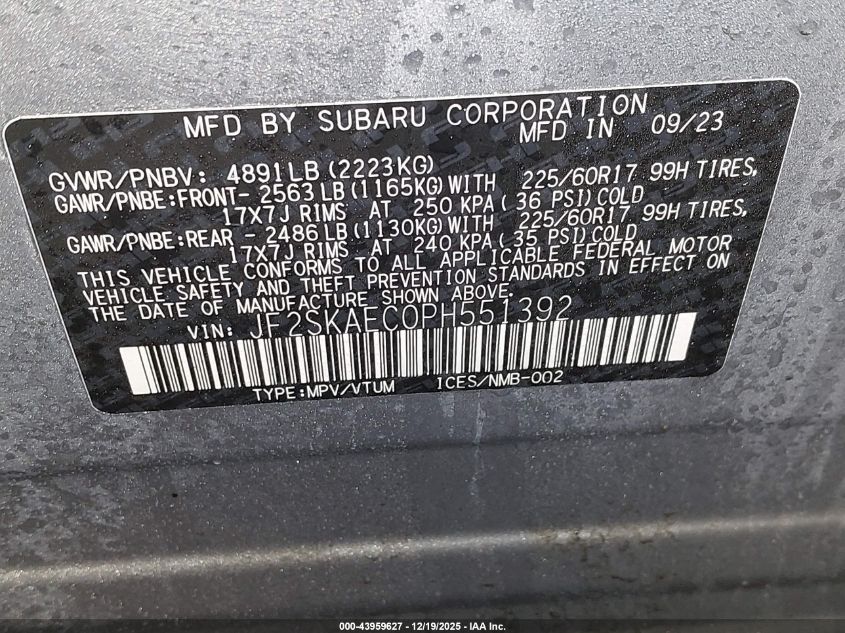 MFD BY SUBARU CORPORATION
MFD IN 09/23
GVWR/PNBV: 4891LB(2223KG)
GAWR/PNBE:FRONT- 2563LB(1165KG)WITH 225/60R17 99H TIRES,
17X7J RIMS AT 250 KPA( 36 PSI)COLD
GAWR/PNBE:REAR - 2486LB(1130KG)WITH 225/60R17 99H TIRES,
17X7J RIMS AT 240 KPA(35 PSI)COLD
THIS VEHICLE CONFORMS TO ALL APPLICABLE FEDERAL MOTOR
VEHICLE SAFETY AND THEFT PREVENTION STANDARDS IN EFFECT ON
THE DATE OF MANUFACTURE SHOWN ABOVE.
VIN: JF2SKAEC0PH551392
TYPE:MPV/VTUM ICES/NMB-002
000-43959627 - 12/19/2025 - IAA Inc.